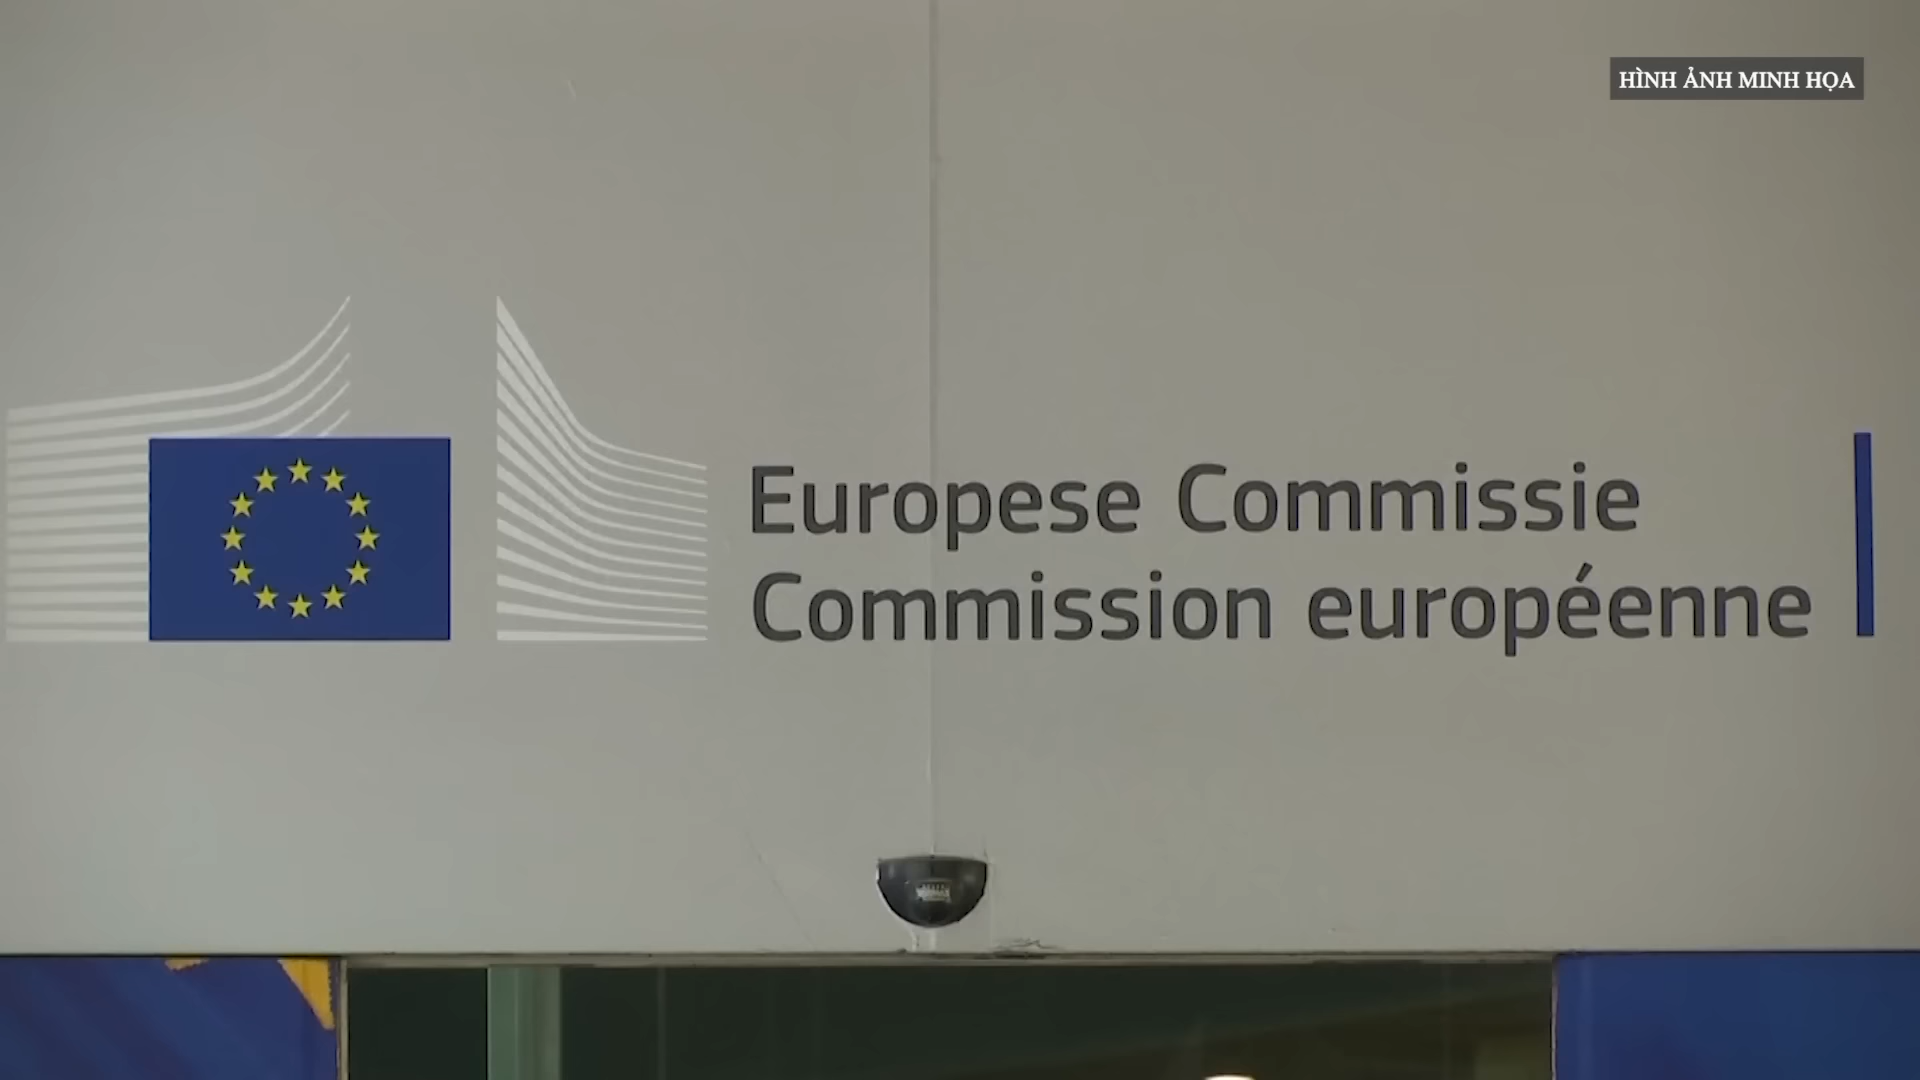 HÌNH ẢNH MINH HỌA
Europese Commissie
Commission européenne